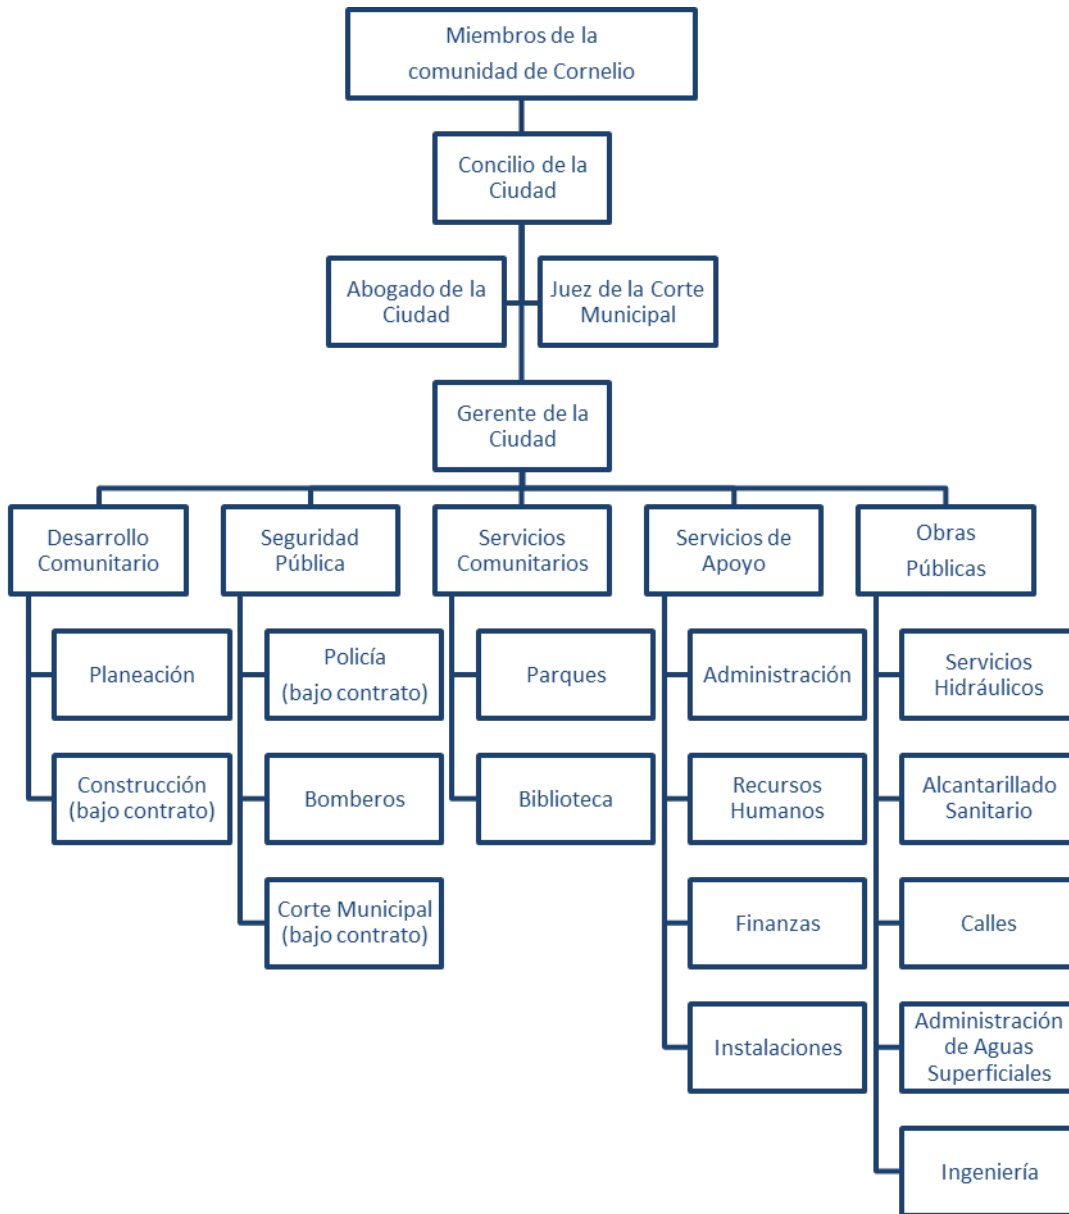 Miembros de la
comunidad de Cornelio
Concilio de la
Ciudad
Abogado de la
Ciudad
Juez de la Corte
Municipal
Gerente de la
Ciudad
Desarrollo
Comunitario
Seguridad
Pública
Servicios
Comunitarios
Servicios de
Apoyo
Obras
Públicas
Planeación
Construcción
(bajo contrato)
Policía
(bajo contrato)
Bomberos
Corte Municipal
(bajo contrato)
Parques
Biblioteca
Administración
Recursos
Humanos
Finanzas
Instalaciones
Servicios
Hidráulicos
Alcantarillado
Sanitario
Calles
Administración
de Aguas
Superficiales
Ingeniería